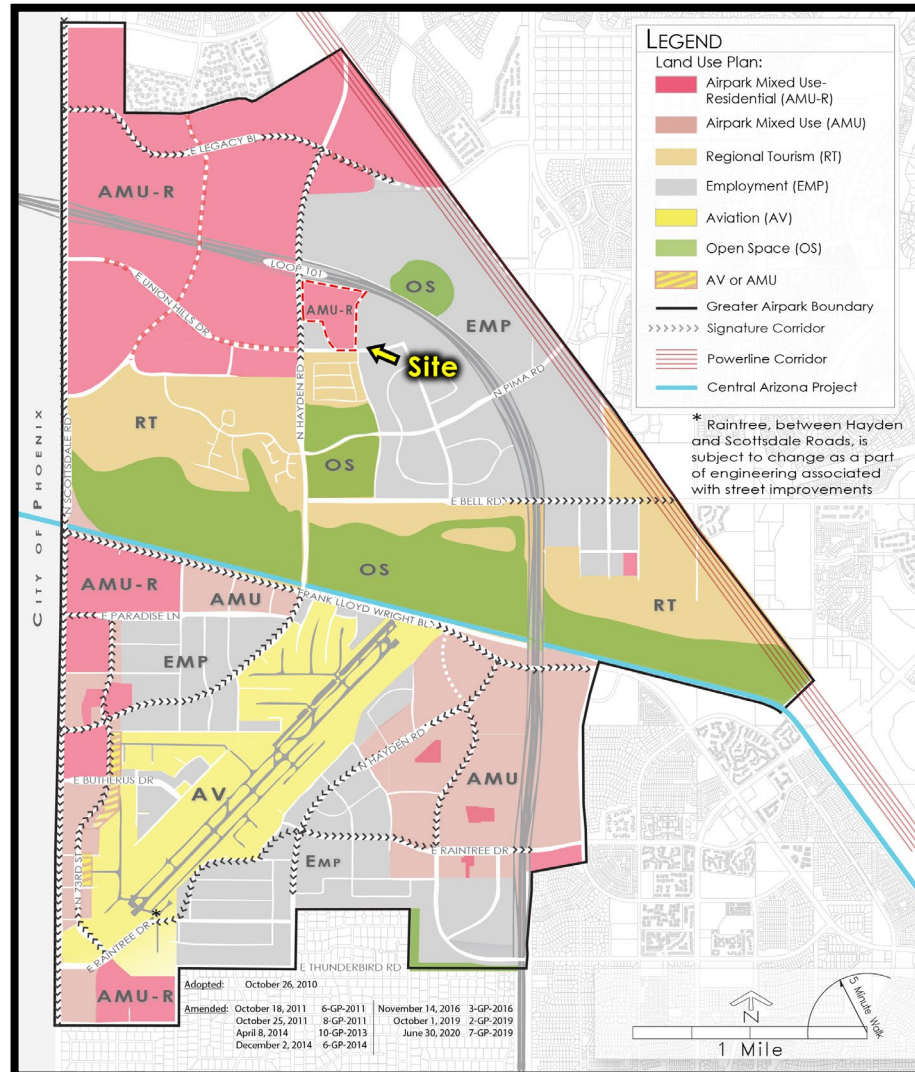 LEGEND
Land Use Plan:
Airpark Mixed Use-
Residential (AMU-R)
Airpark Mixed Use (AMU)
Regional Tourism (RT)
Employment (EMP)
Aviation (AV)
Open Space (OS)
AV or AMU
Greater Airpark Boundary
Signature Corridor
Powerline Corridor
Central Arizona Project
* Raintree, between Hayden
and Scottsdale Roads, is
subject to change as a part
of engineering associated
with street improvements
E LEGACY BL
AMU-R
LOOP 101
OS
E UNION HILLS DR
AMU-R
EMP
Site
N HAYDEN RD
N PIMA RD
RT
OS
N SCOTTSDALE RD
CITY OF PHOENIX
E BELL RD
OS
RT
AMU-R
AMU
FRANK LLOYD WRIGHT BL
E PARADISE LN
EMP
N HAYDEN RD
AMU
E BUTHERUS DR
AV
EMP
E RAINTREE DR
N 73RD ST
*
E RAINTREE DR
E THUNDERBIRD RD
AMU-R
Adopted: October 26, 2010
Amended: October 18, 2011 6-GP-2011 November 14, 2016 3-GP-2016
October 25, 2011 8-GP-2011 October 1, 2019 2-GP-2019
April 8, 2014 10-GP-2013 June 30, 2020 7-GP-2019
December 2, 2014 6-GP-2014
N
5 Minute Walk
1 Mile